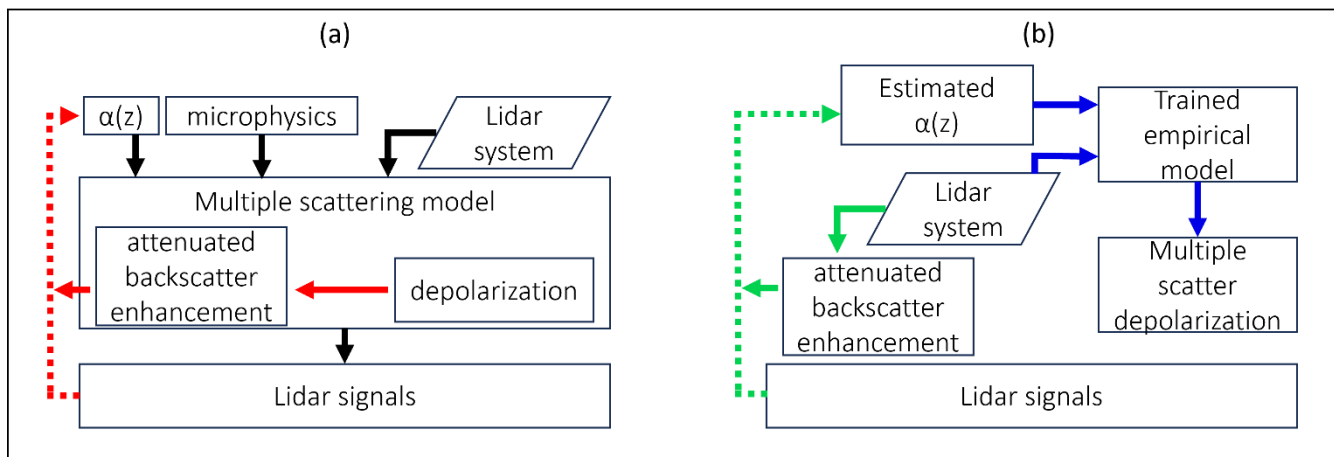 (a)
α(z)
microphysics
Lidar
system
Multiple scattering model
attenuated
backscatter
enhancement
depolarization
Lidar signals
(b)
Estimated
α(z)
Trained
empirical
model
Lidar
system
attenuated
backscatter
enhancement
Multiple
scatter
depolarization
Lidar signals